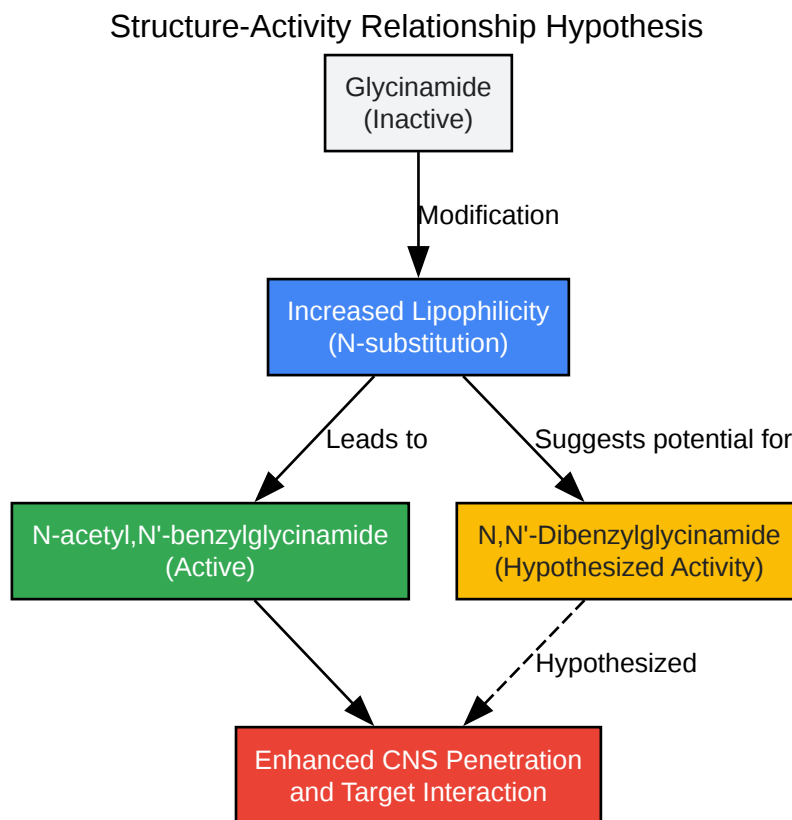 Structure-Activity Relationship Hypothesis
Glycinamide
(Inactive)
Modification
Increased Lipophilicity
(N-substitution)
Leads to
Suggests potential for
N-acetyl,N'-benzylglycinamide
(Active)
N,N'-Dibenzylglycinamide
(Hypothesized Activity)
Hypothesized
Enhanced CNS Penetration
and Target Interaction